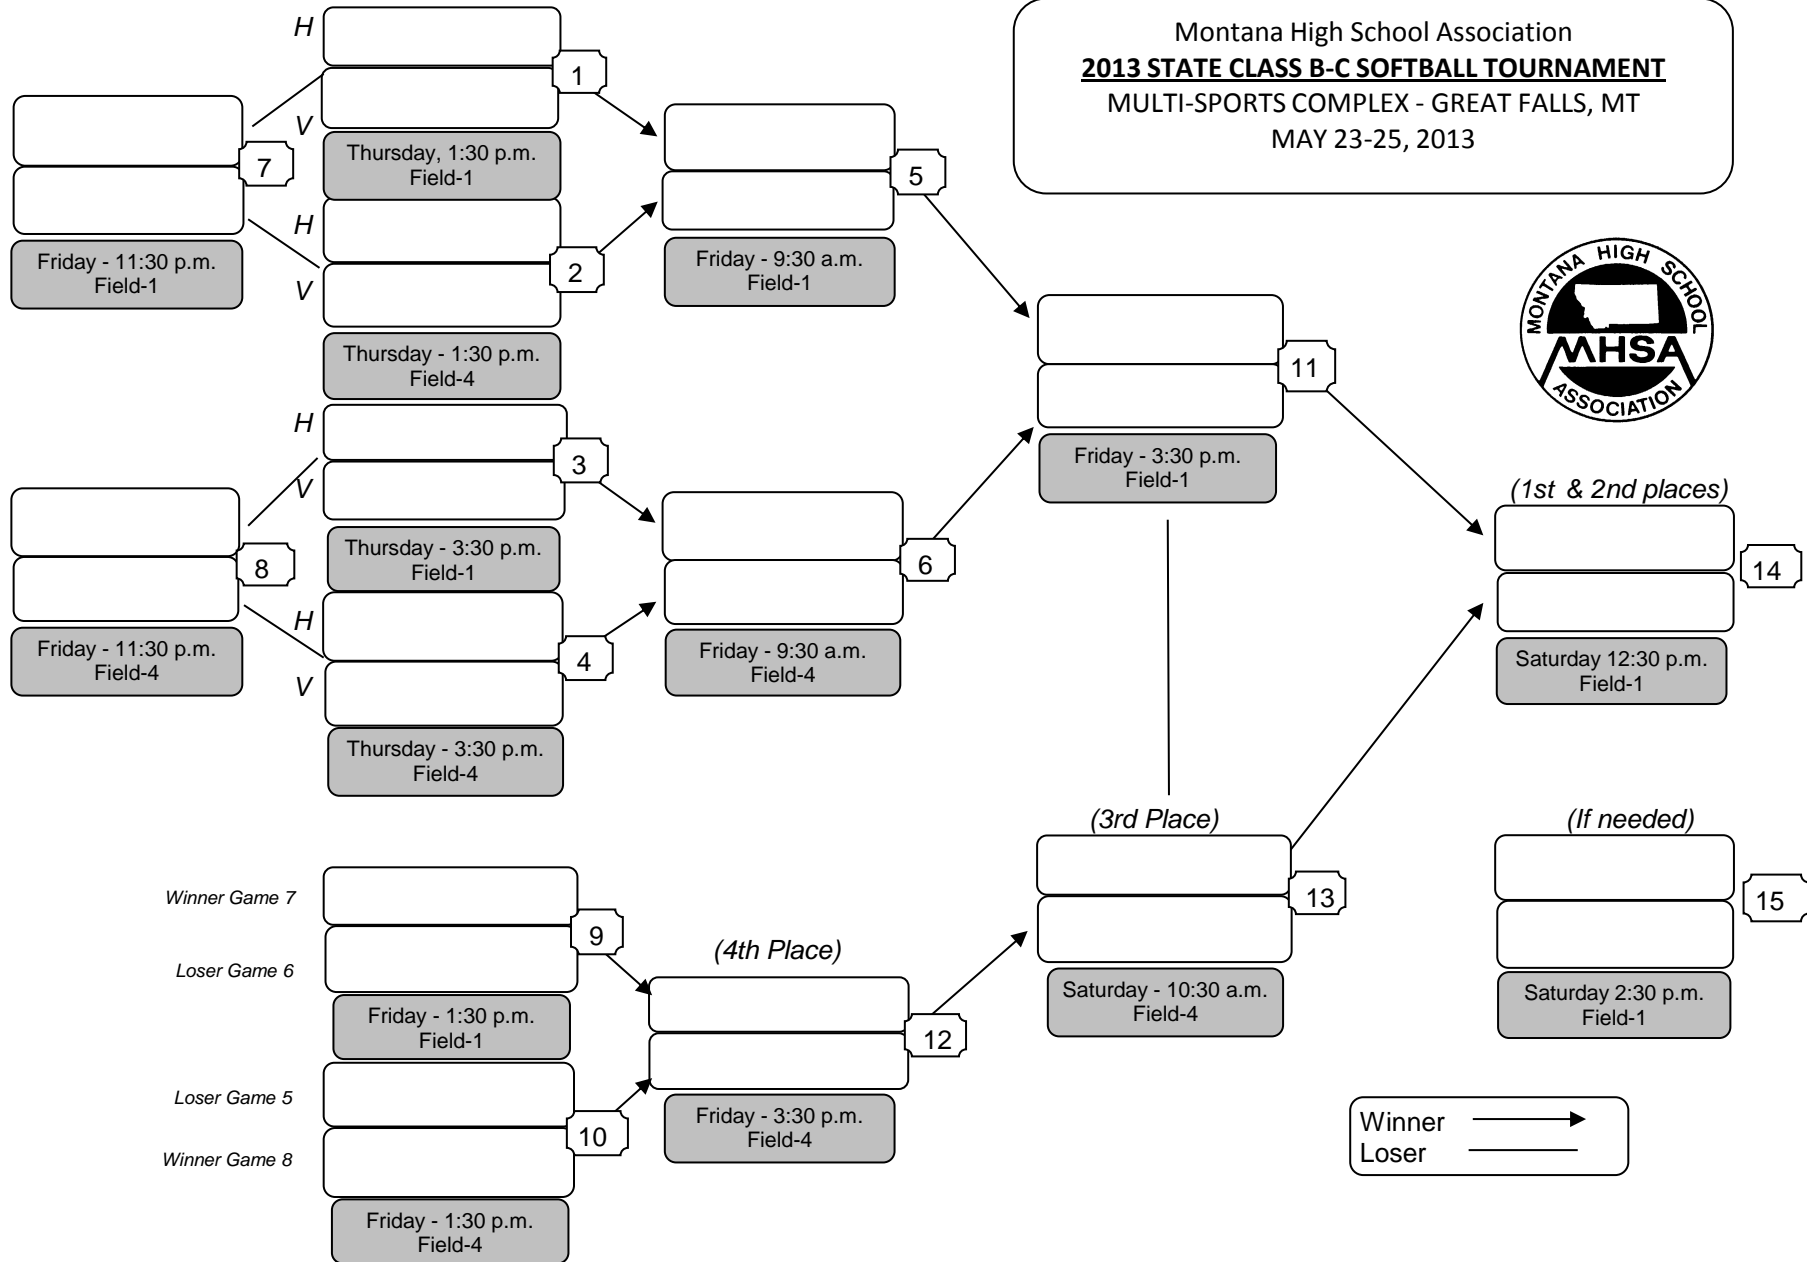 Montana High School Association
2013 STATE CLASS B-C SOFTBALL TOURNAMENT
MULTI-SPORTS COMPLEX - GREAT FALLS, MT
MAY 23-25, 2013
MONTANA HIGH SCHOOL
MHSA
ASSOCIATION
H
1
V
Thursday, 1:30 p.m.
Field-1
7
Friday - 11:30 p.m.
Field-1
H
2
V
Thursday - 1:30 p.m.
Field-4
5
Friday - 9:30 a.m.
Field-1
H
3
V
Thursday - 3:30 p.m.
Field-1
8
Friday - 11:30 p.m.
Field-4
H
4
V
Thursday - 3:30 p.m.
Field-4
6
Friday - 9:30 a.m.
Field-4
11
Friday - 3:30 p.m.
Field-1
(1st & 2nd places)
14
Saturday 12:30 p.m.
Field-1
Winner Game 7
9
Loser Game 6
Friday - 1:30 p.m.
Field-1
Loser Game 5
10
Winner Game 8
Friday - 1:30 p.m.
Field-4
(4th Place)
12
Friday - 3:30 p.m.
Field-4
(3rd Place)
13
Saturday - 10:30 a.m.
Field-4
(If needed)
15
Saturday 2:30 p.m.
Field-1
Winner
Loser